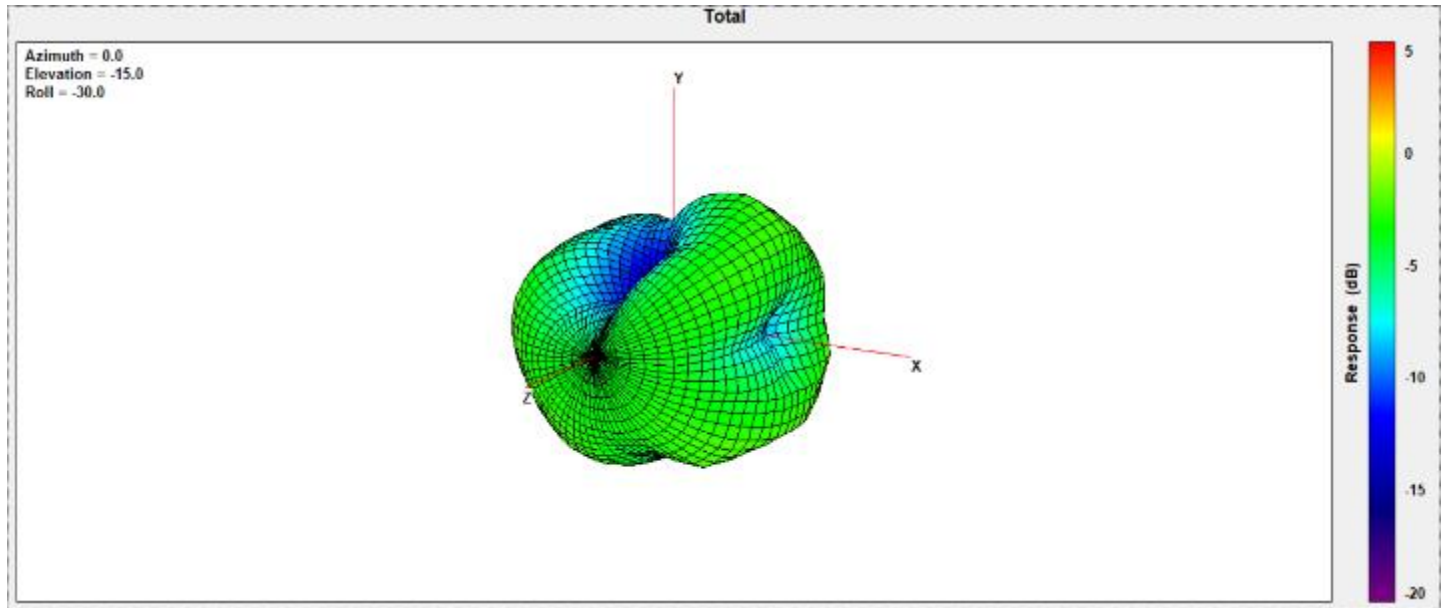 Total
Azimuth = 0.0
Elevation = -15.0
Roll = -30.0
Y
X
Z
5
0
-5
-10
-15
-20
Response (dB)